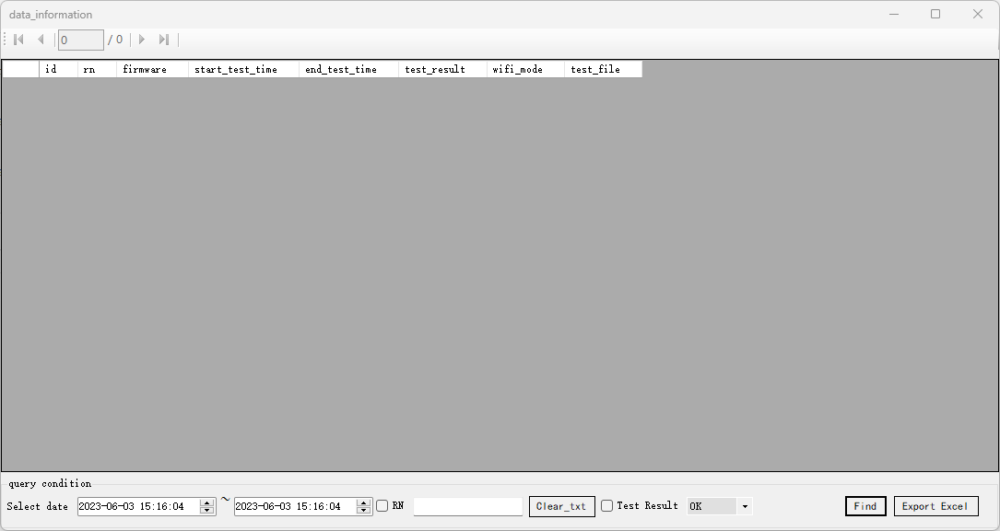 data_information
0 / 0
id rn firmware start_test_time end_test_time test_result wifi_mode test_file
query condition
Select date 2023-06-03 15:16:04 ~ 2023-06-03 15:16:04 RN Clear_txt Test Result OK Find Export Excel